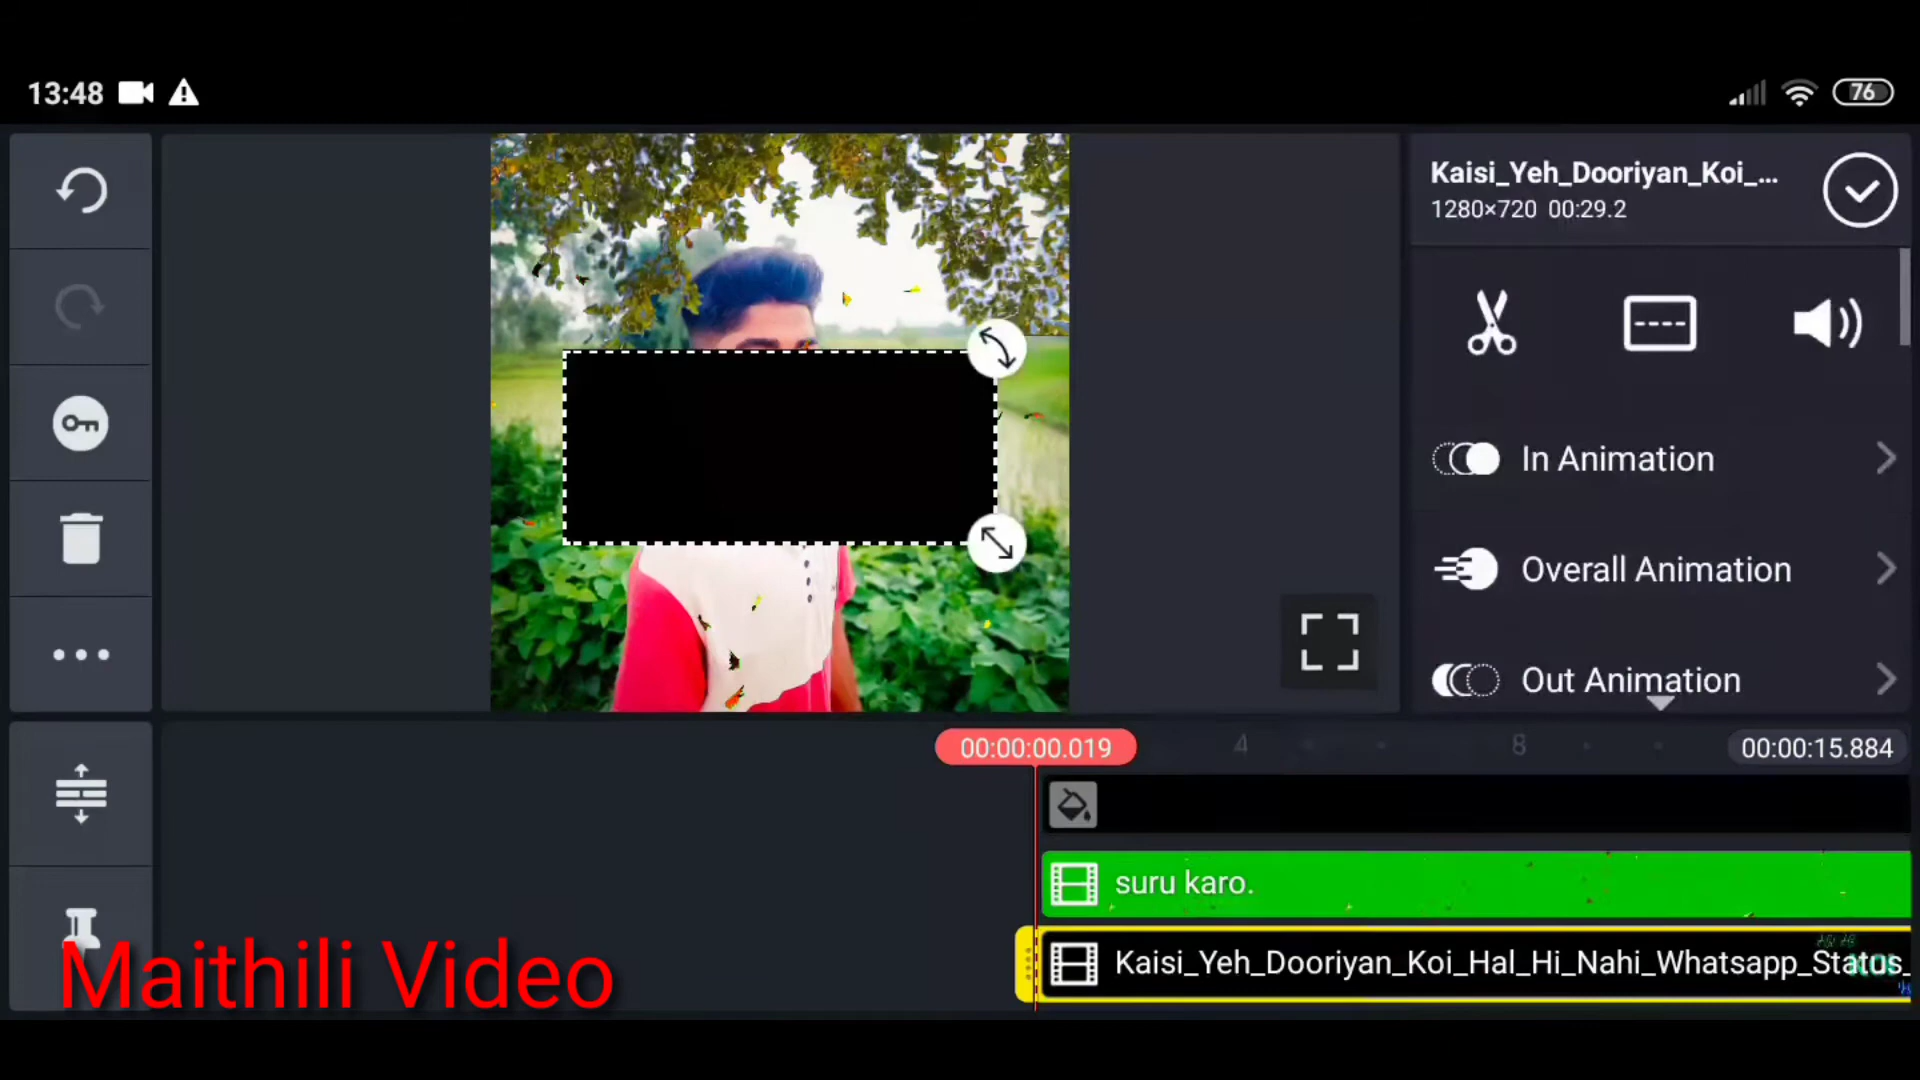 13:48
76
Kaisi_Yeh_Dooriyan_Koi_...
1280×720 00:29.2
In Animation
Overall Animation
Out Animation
00:00:00.019
4
8
00:00:15.884
suru karo.
Kaisi_Yeh_Dooriyan_Koi_Hal_Hi_Nahi_Whatsapp_Status_
Maithili Video